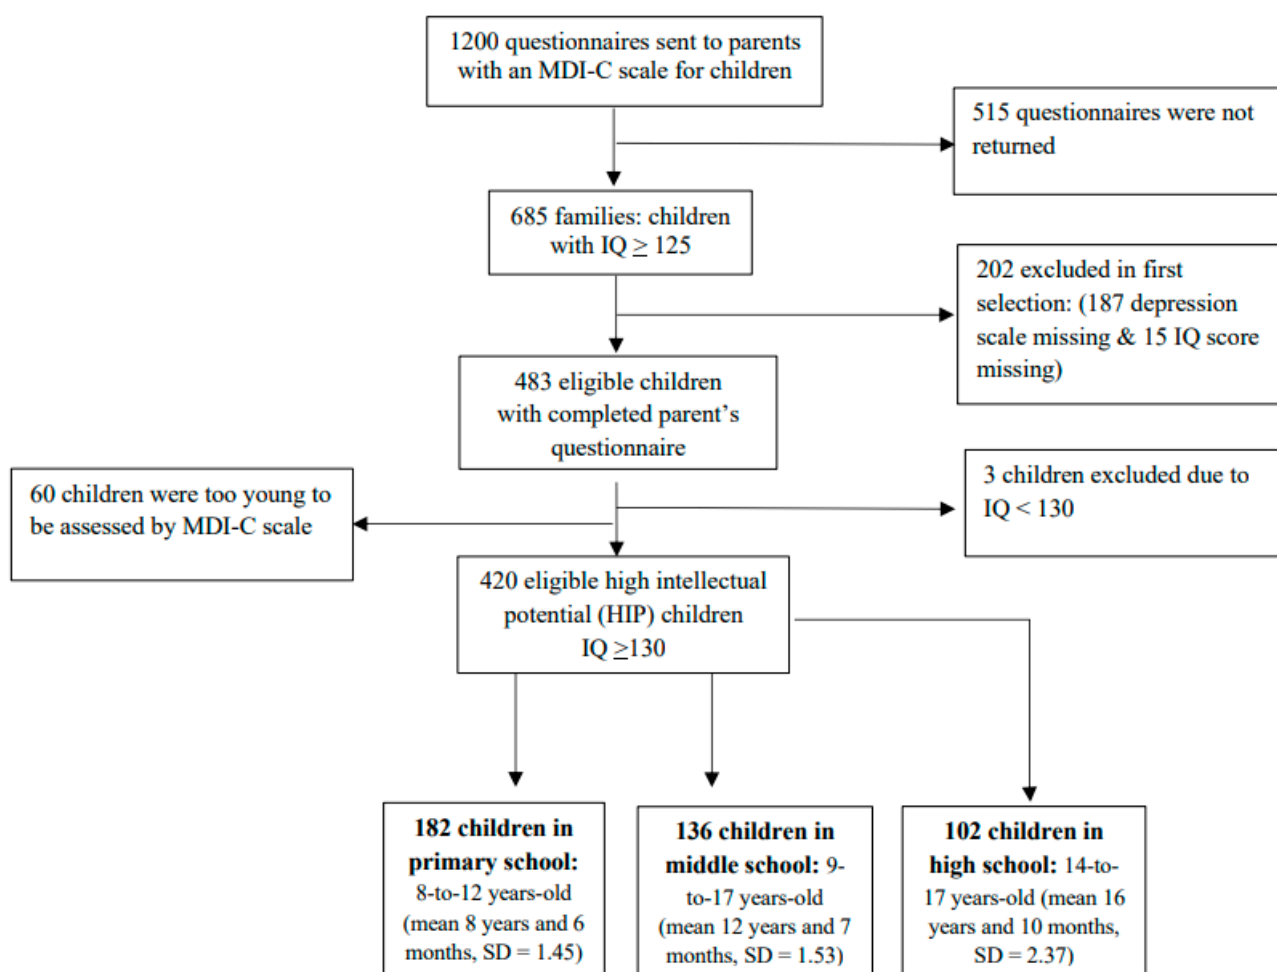 1200 questionnaires sent to parents
with an MDI-C scale for children
515 questionnaires were not
returned
685 families: children
with IQ ≥ 125
202 excluded in first
selection: (187 depression
scale missing & 15 IQ score
missing)
483 eligible children
with completed parent’s
questionnaire
60 children were too young to
be assessed by MDI-C scale
3 children excluded due to
IQ < 130
420 eligible high intellectual
potential (HIP) children
IQ ≥130
182 children in
primary school:
8-to-12 years-old
(mean 8 years and 6
months, SD = 1.45)
136 children in
middle school: 9-
to-17 years-old
(mean 12 years and 7
months, SD = 1.53)
102 children in
high school: 14-to-
17 years-old (mean 16
years and 10 months,
SD = 2.37)